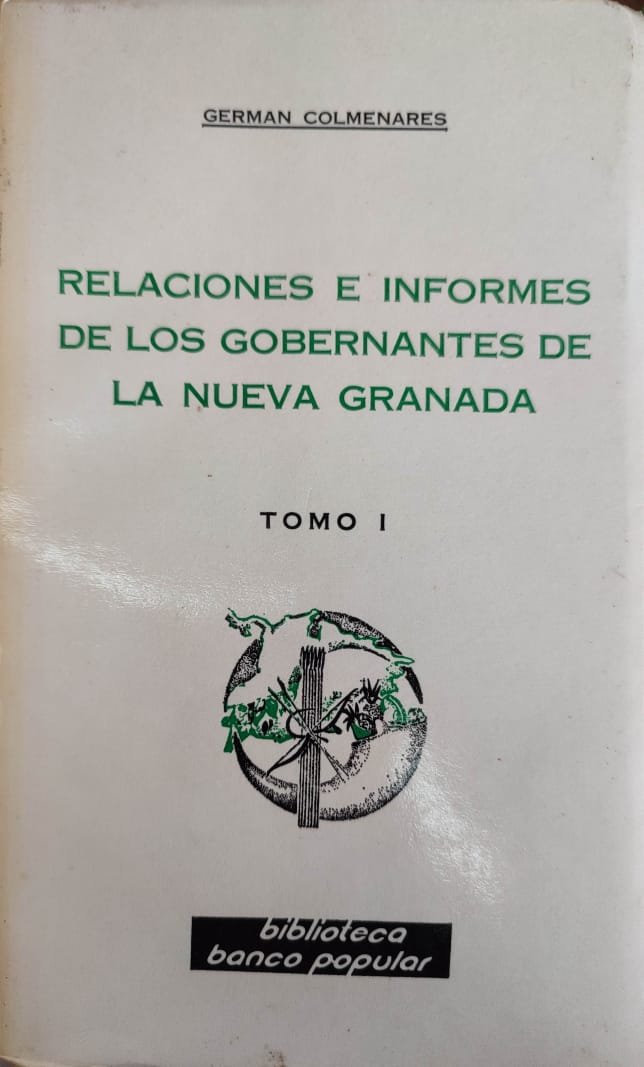 GERMAN COLMENARES
RELACIONES E INFORMES
DE LOS GOBERNANTES DE
LA NUEVA GRANADA
TOMO I
biblioteca
banco popular